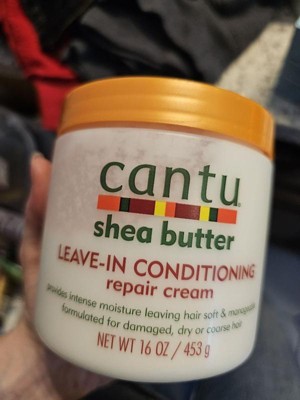 cantu
shea butter
LEAVE-IN CONDITIONING
repair cream
provides intense moisture leaving hair soft & manageable
formulated for damaged, dry or coarse hair
NET WT 16 OZ / 453 g